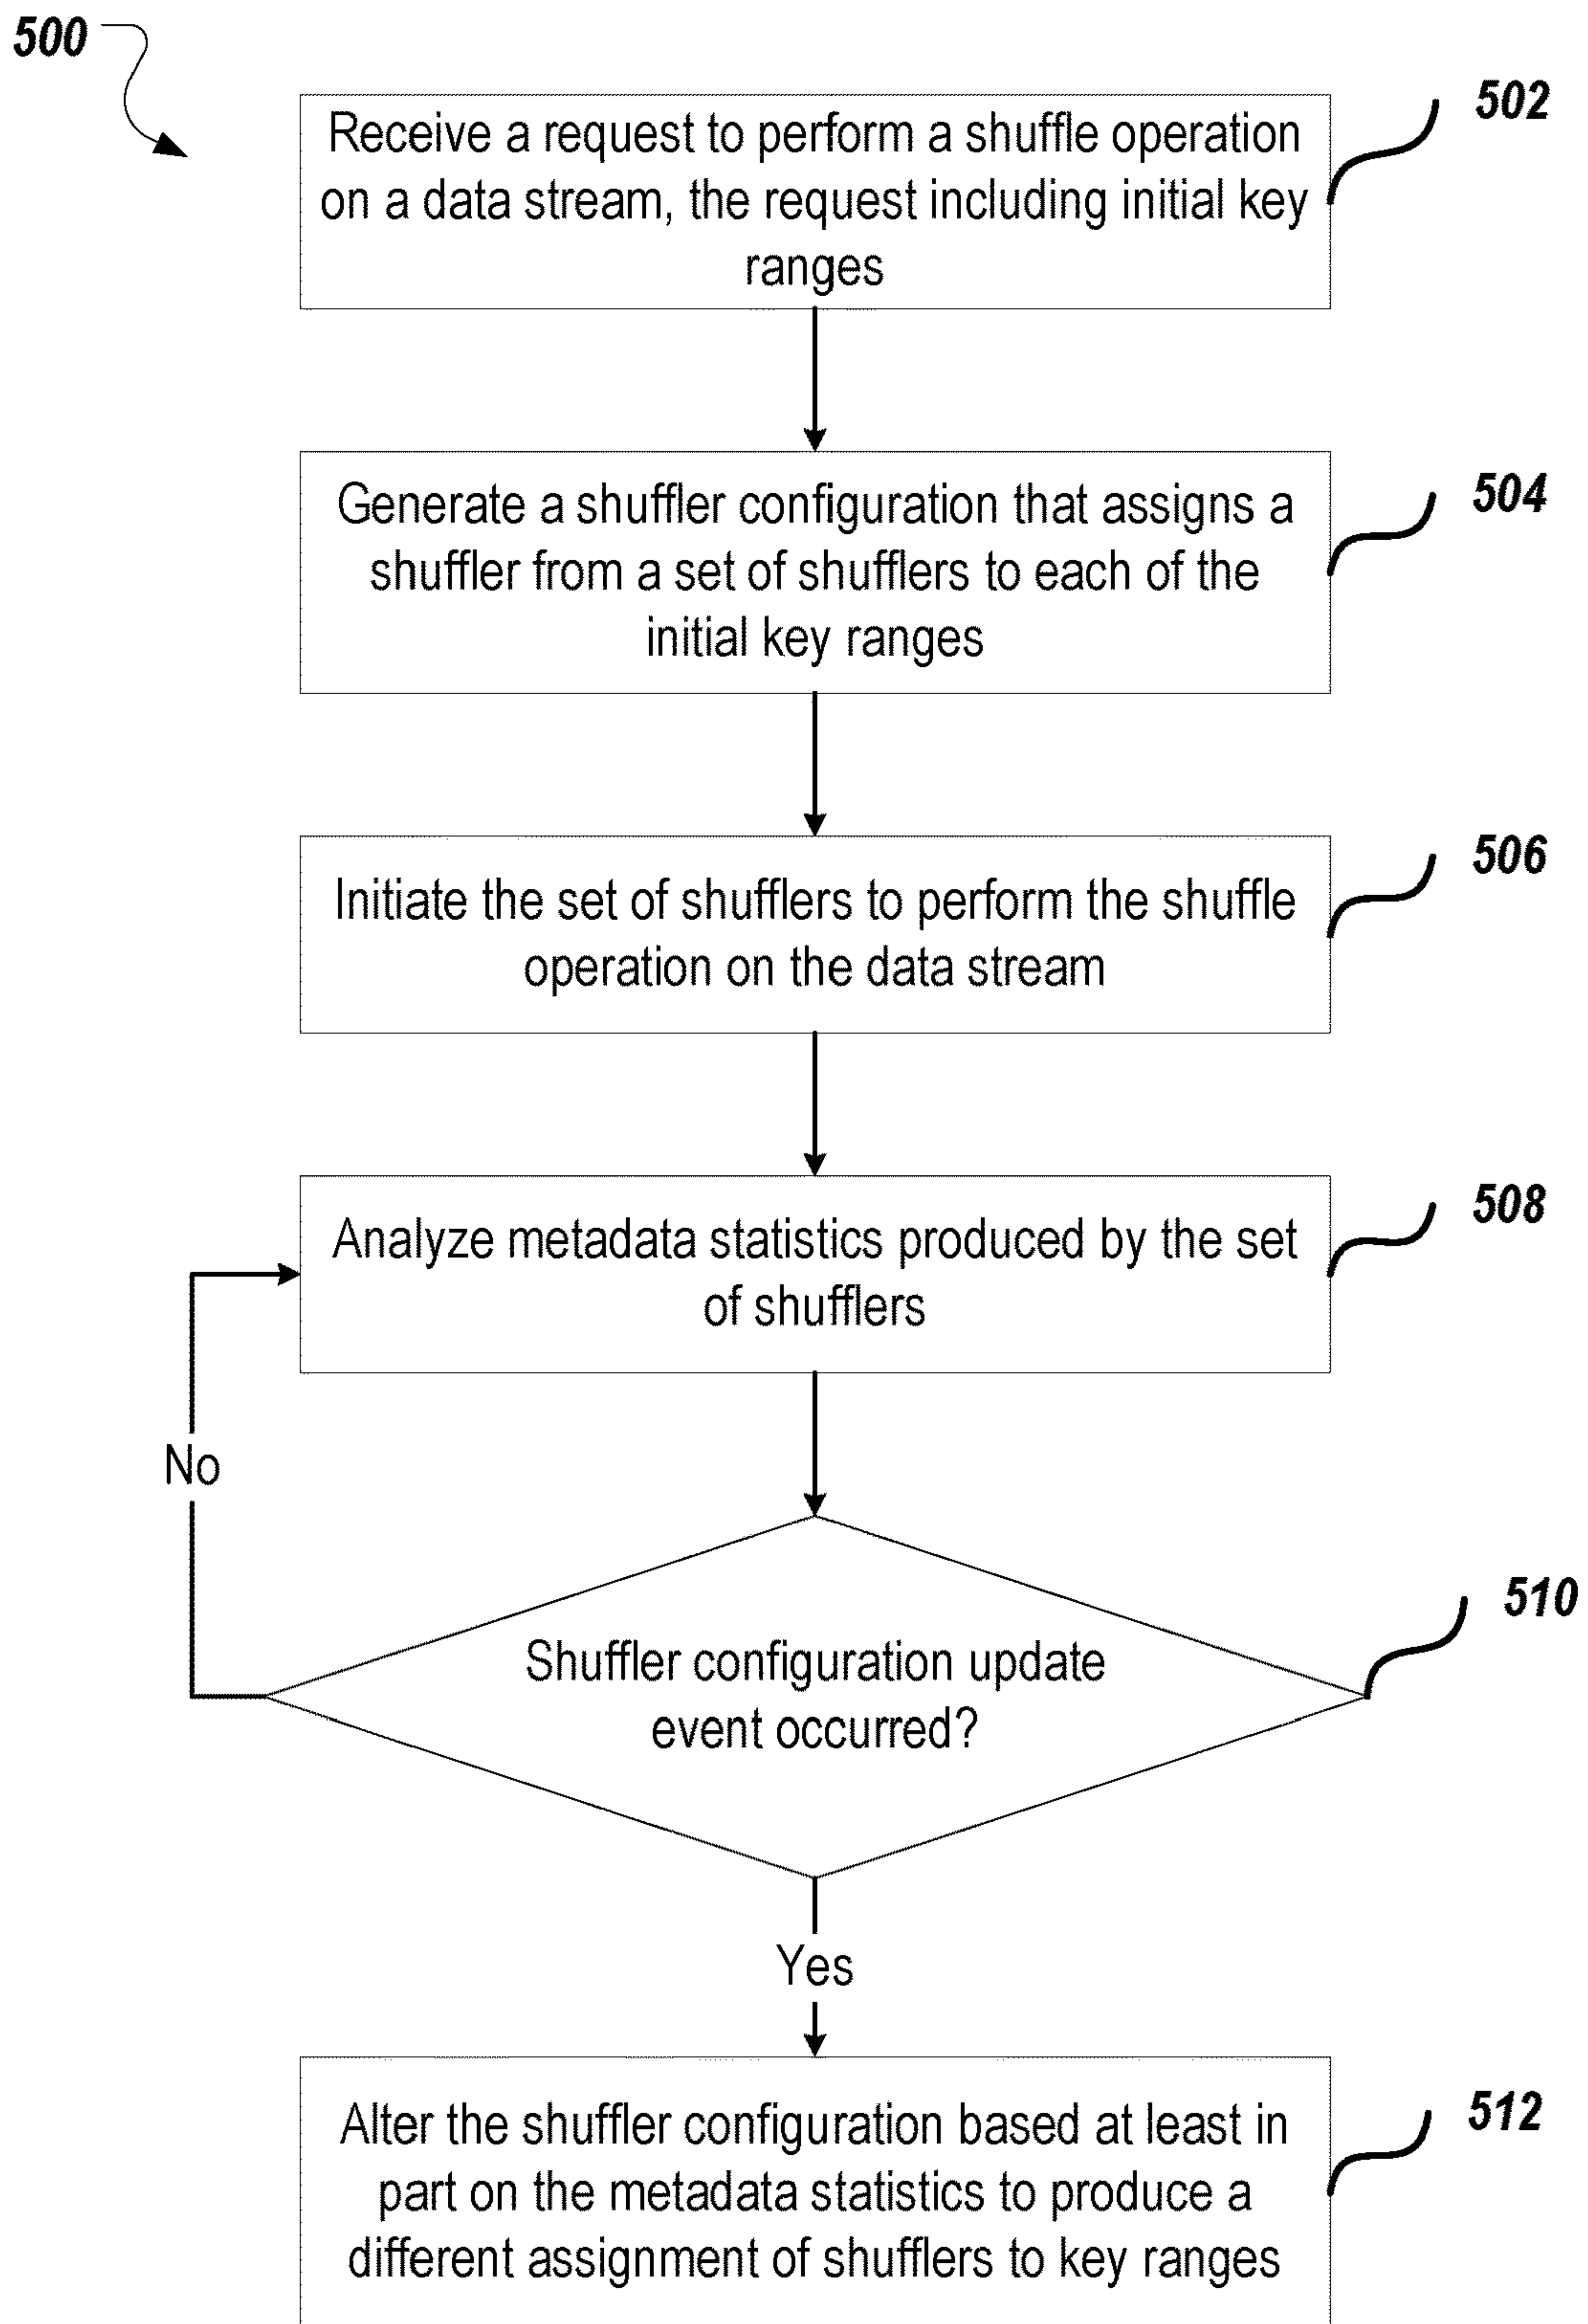 500
502
Receive a request to perform a shuffle operation
on a data stream, the request including initial key
ranges
504
Generate a shuffler configuration that assigns a
shuffler from a set of shufflers to each of the
initial key ranges
506
Initiate the set of shufflers to perform the shuffle
operation on the data stream
508
Analyze metadata statistics produced by the set
of shufflers
No
510
Shuffler configuration update
event occurred?
Yes
512
Alter the shuffler configuration based at least in
part on the metadata statistics to produce a
different assignment of shufflers to key ranges